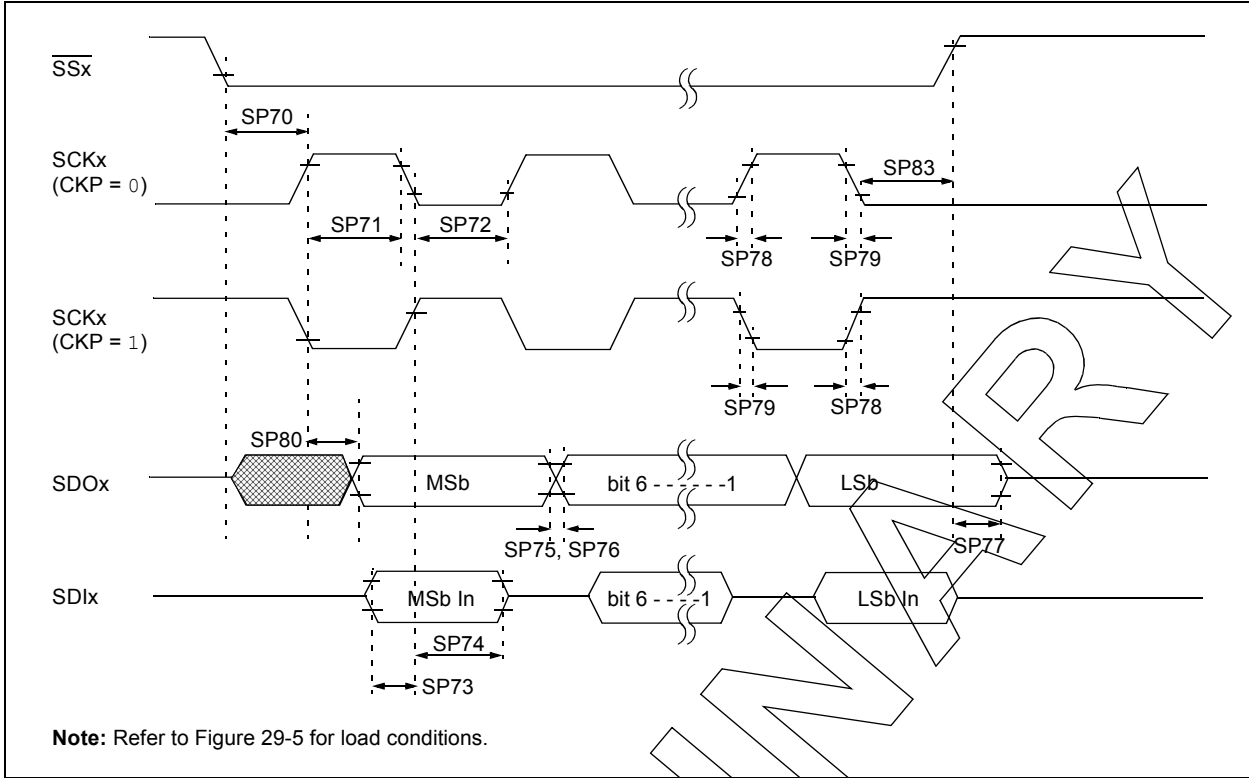 SSx
SP70
SCKx
(CKP = 0)
SP83
SP71
SP72
SP78
SP79
SCKx
(CKP = 1)
SP79
SP78
SP80
SDOx
MSb
bit 6 - - - - - -1
LSb
SP75, SP76
SP77
SDIx
MSb In
bit 6 - - - -1
LSb In
SP74
SP73
Note: Refer to Figure 29-5 for load conditions.
INARY